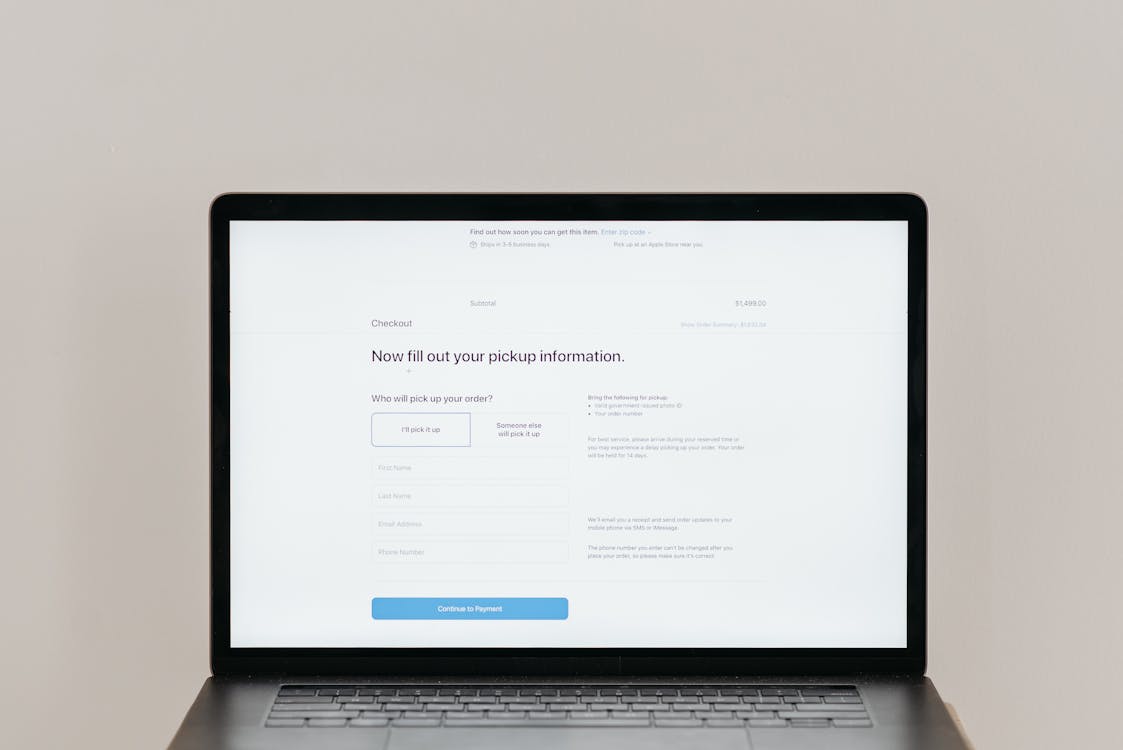 Find out how soon you can get this item. Enter zip code
Ships in 3-5 business days
Pick up at an Apple Store near you.
Subtotal
$1,499.00
Checkout
Show Order Summary:
Now fill out your pickup information.
Who will pick up your order?
I'll pick it up
Someone else
will pick it up
First Name
Last Name
Email Address
Phone Number
Bring the following for pickup:
• Valid government-issued photo ID
• Your order number
For best service, please arrive during your reserved time or
you may experience a delay picking up your order. Your order
will be held for 14 days.
We'll email you a receipt and send order updates to your
mobile phone via SMS or iMessage.
The phone number you enter can't be changed after you
place your order, so please make sure it's correct.
Continue to Payment